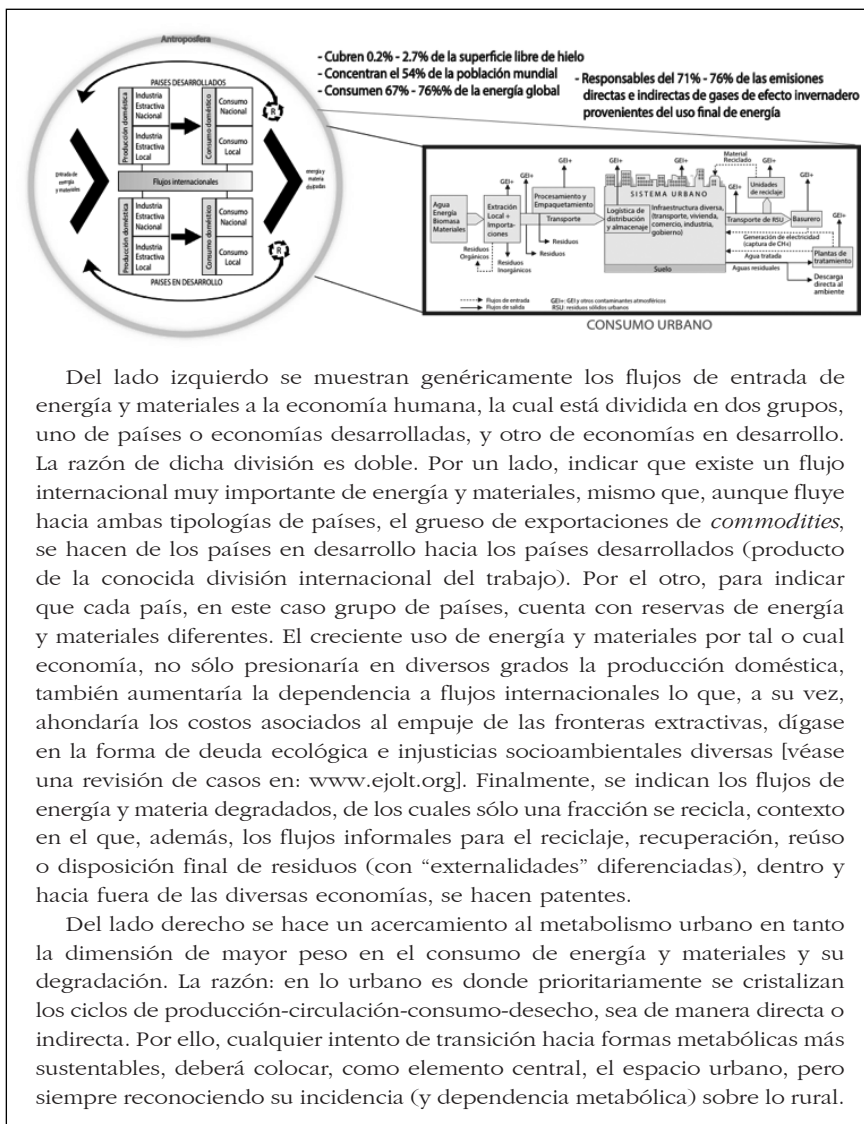 Antroposfera
PAISES DESARROLLADOS
Producción doméstica
Industria
Extractiva
Nacional
Industria
Extractiva
Local
Consumo doméstico
Consumo
Nacional
Consumo
Local
R
Entrada de
energía y
materiales
Flujos internacionales
energía y
materia
Producción doméstica
Industria
Extractiva
Nacional
Industria
Extractiva
Local
Consumo doméstico
Consumo
Nacional
Consumo
Local
R
PAISES EN DESARROLLO
- Cubren 0.2% - 2.7% de la superficie libre de hielo
- Concentran el 54% de la población mundial
- Consumen 67% - 76%% de la energía global
- Responsables del 71% - 76% de las emisiones
directas e indirectas de gases de efecto invernadero
provenientes del uso final de energía
Agua
Energía
Biomasa
Materiales
GEI+
Extración
Local +
Importa-
ciones
Residuos
Orgánicos
Residuos
Inorgánicos
GEI+
Procesamiento y
Empaquetamiento
Transporte
Residuos
Residuos
GEI+
GEI+
SISTEMA URBANO
Logística de
distribución
y almacenaje
Infraestructura diversa,
(transporte, vivienda,
comercio, industria,
gobierno)
Suelo
Material
Reciclado
GEI+
Unidades
de reciclaje
GEI+
Transporte de RSU
GEI+
Basurero
GEI+
Generación de electricidad
(captura de CH4)
Agua tratada
Aguas residuales
Plantas de
tratamiento
Descarga
directa al
ambiente
Flujos de entrada
Flujos de salida
GEI+: GEI y otros contaminantes atmosféricos
RSU: residuos sólidos urbanos
CONSUMO URBANO
Del lado izquierdo se muestran genéricamente los flujos de entrada de
energía y materiales a la economía humana, la cual está dividida en dos grupos,
uno de países o economías desarrolladas, y otro de economías en desarrollo.
La razón de dicha división es doble. Por un lado, indicar que existe un flujo
internacional muy importante de energía y materiales, mismo que, aunque fluye
hacia ambas tipologías de países, el grueso de exportaciones de commodities,
se hacen de los países en desarrollo hacia los países desarrollados (producto
de la conocida división internacional del trabajo). Por el otro, para indicar
que cada país, en este caso grupo de países, cuenta con reservas de energía
y materiales diferentes. El creciente uso de energía y materiales por tal o cual
economía, no sólo presionaría en diversos grados la producción doméstica,
también aumentaría la dependencia a flujos internacionales lo que, a su vez,
ahondaría los costos asociados al empuje de las fronteras extractivas, dígase
en la forma de deuda ecológica e injusticias socioambientales diversas [véase
una revisión de casos en: www.ejolt.org]. Finalmente, se indican los flujos de
energía y materia degradados, de los cuales sólo una fracción se recicla, contexto
en el que, además, los flujos informales para el reciclaje, recuperación, reúso
o disposición final de residuos (con “externalidades” diferenciadas), dentro y
hacia fuera de las diversas economías, se hacen patentes.
Del lado derecho se hace un acercamiento al metabolismo urbano en tanto
la dimensión de mayor peso en el consumo de energía y materiales y su
degradación. La razón: en lo urbano es donde prioritariamente se cristalizan
los ciclos de producción-circulación-consumo-desecho, sea de manera directa o
indirecta. Por ello, cualquier intento de transición hacia formas metabólicas más
sustentables, deberá colocar, como elemento central, el espacio urbano, pero
siempre reconociendo su incidencia (y dependencia metabólica) sobre lo rural.